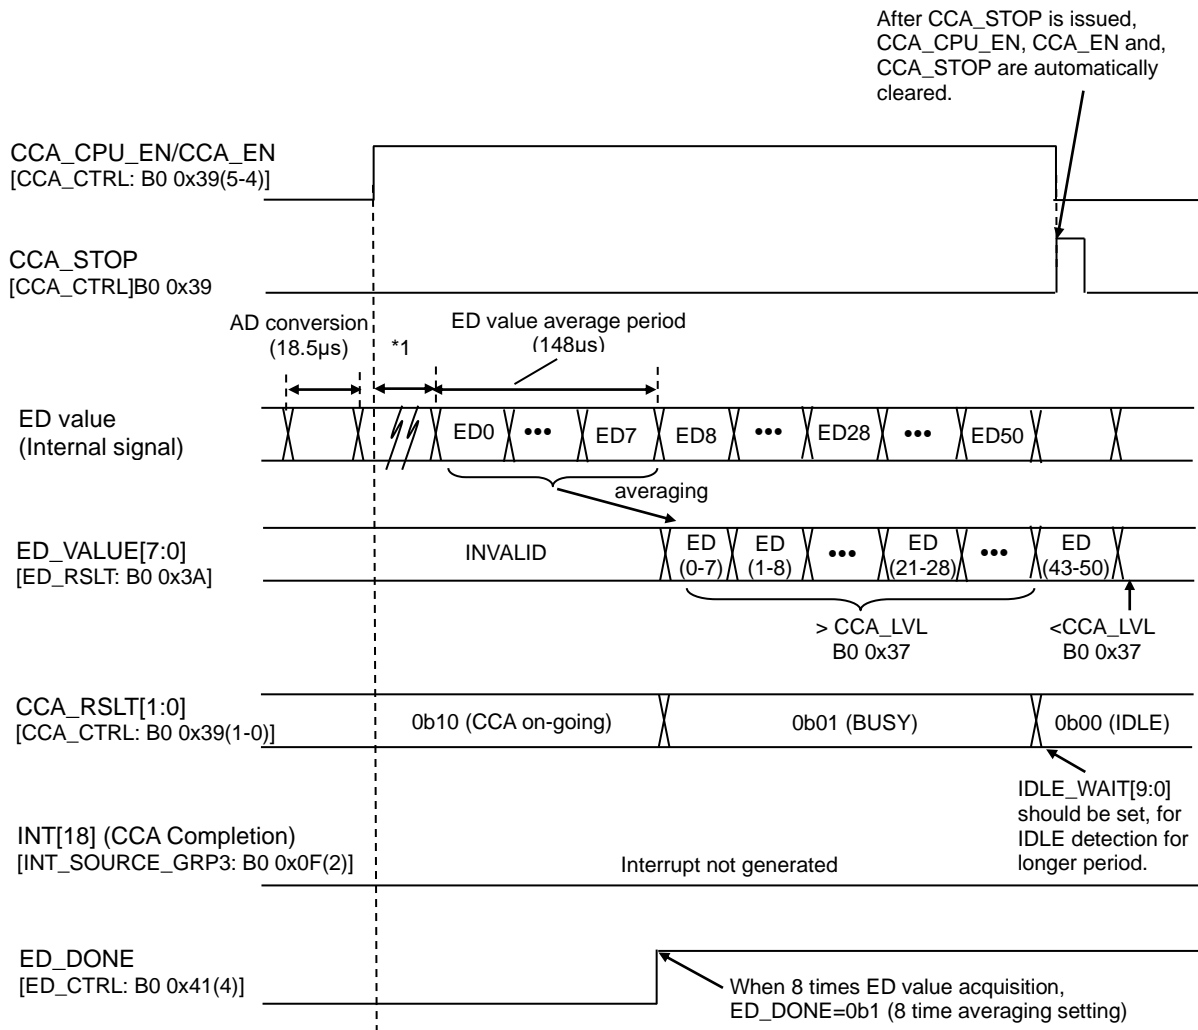 After CCA_STOP is issued,
CCA_CPU_EN, CCA_EN and,
CCA_STOP are automatically
cleared.
CCA_CPU_EN/CCA_EN
[CCA_CTRL: B0 0x39(5-4)]
CCA_STOP
[CCA_CTRL]B0 0x39
AD conversion
(18.5µs)
*1
ED value average period
(148µs)
ED value
(Internal signal)
ED0
•••
ED7
ED8
•••
ED28
•••
ED50
averaging
ED_VALUE[7:0]
[ED_RSLT: B0 0x3A]
INVALID
ED
(0-7)
ED
(1-8)
•••
ED
(21-28)
•••
ED
(43-50)
> CCA_LVL
B0 0x37
<CCA_LVL
B0 0x37
CCA_RSLT[1:0]
[CCA_CTRL: B0 0x39(1-0)]
0b10 (CCA on-going)
0b01 (BUSY)
0b00 (IDLE)
IDLE_WAIT[9:0]
should be set, for
IDLE detection for
longer period.
INT[18] (CCA Completion)
[INT_SOURCE_GRP3: B0 0x0F(2)]
Interrupt not generated
ED_DONE
[ED_CTRL: B0 0x41(4)]
When 8 times ED value acquisition,
ED_DONE=0b1 (8 time averaging setting)